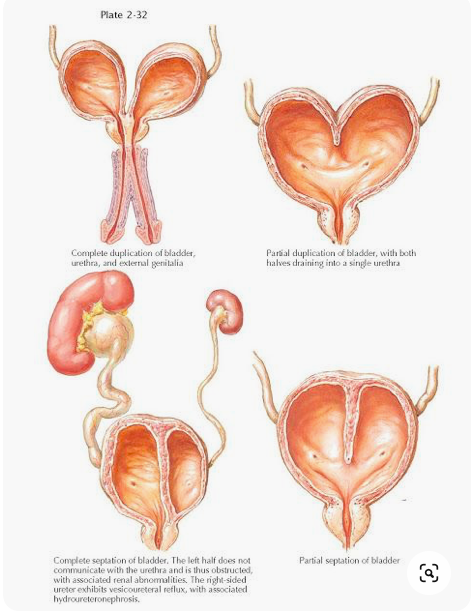 Plate 2-32
Complete duplication of bladder,
urethra, and external genitalia
Partial duplication of bladder, with both
halves draining into a single urethra
Complete septation of bladder. The left half does not
communicate with the urethra and is thus obstructed,
with associated renal abnormalities. The right-sided
ureter exhibits vesicoureteral reflux, with associated
hydroureteronephrosis.
Partial septation of bladder